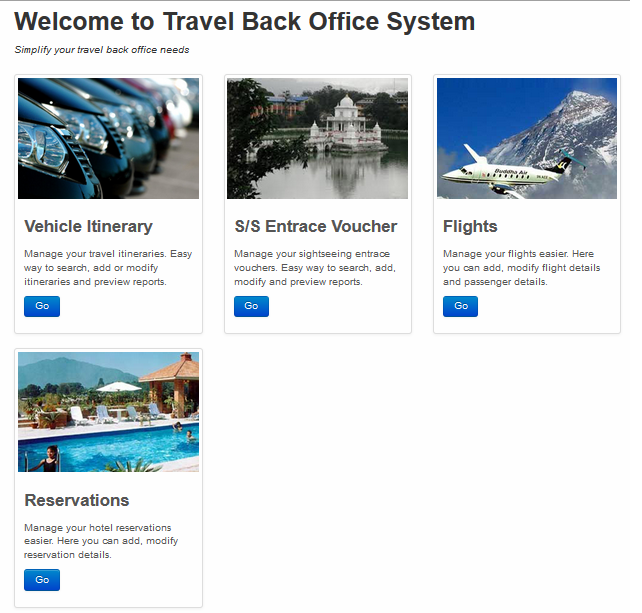 Welcome to Travel Back Office System
Simplify your travel back office needs
Buddha Air
Vehicle Itinerary
Manage your travel itineraries. Easy
way to search, add or modify
itineraries and preview reports.
Go
S/S Entrace Voucher
Manage your sightseeing entrace
vouchers. Easy way to search, add,
modify and preview reports.
Go
Flights
Manage your flights easier. Here
you can add, modify flight details
and passenger details.
Go
Reservations
Manage your hotel reservations
easier. Here you can add, modify
reservation details.
Go